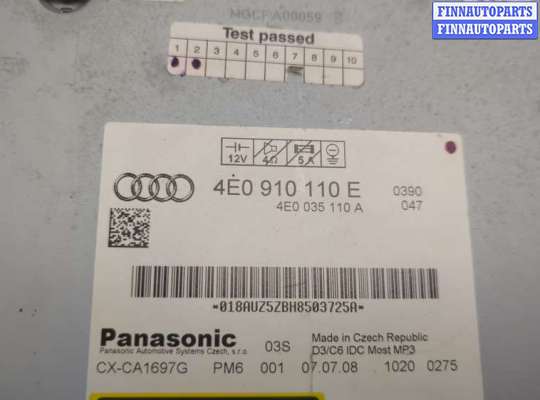 FINNAUTOPARTS
FINNAUTOPARTS
MGCFA00059
Test passed
1 2 3 4 5 6 7 8 9 10
12V 4Ω 5A
4E0 910 110 E 0390
4E0 035 110 A 047
*018AUZ5ZBH8503725A*
Panasonic 03S Made in Czech Republic
Panasonic Automotive Systems Czech, s.r.o. D3/C6 IDC Most MP3
CX-CA1697G PM6 001 07.07.08 1020 0275